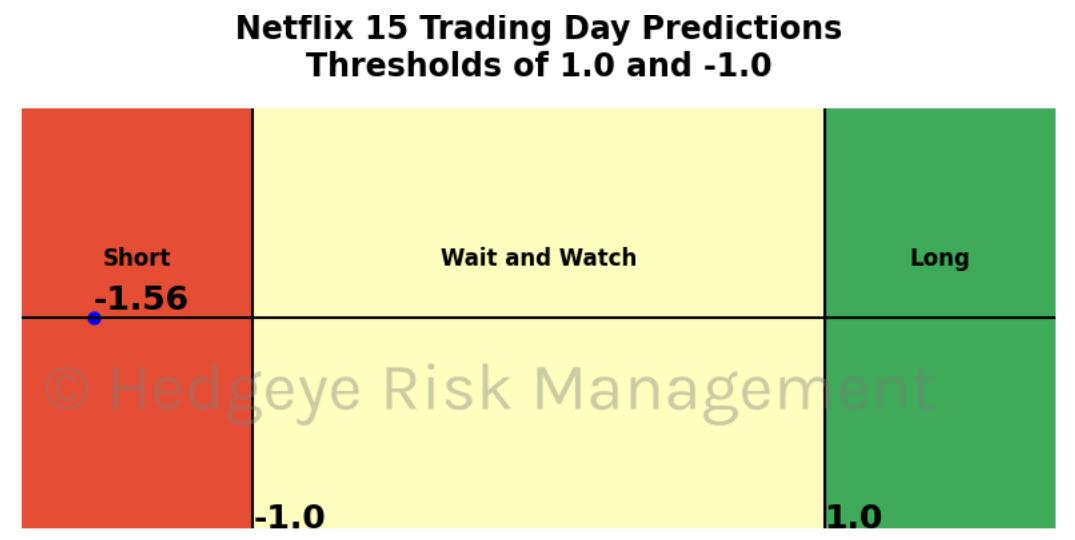 Netflix 15 Trading Day Predictions
Thresholds of 1.0 and -1.0
Short
Wait and Watch
Long
-1.56
© Hedgeye Risk Management
-1.0
1.0